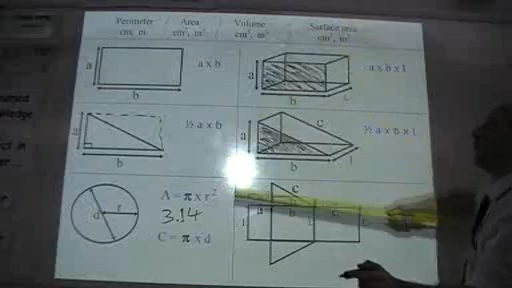 Perimeter
cm, m
Area
cm², m²
Volume
cm³, m³
Surface area
cm², m²
a
b
a x b
a
b
L
a x b x l
a
b
½ a x b
a
c
b
l
½ a x b x l
d
r
A = π x r²
3.14
C = π x d
c
a
b
c
l